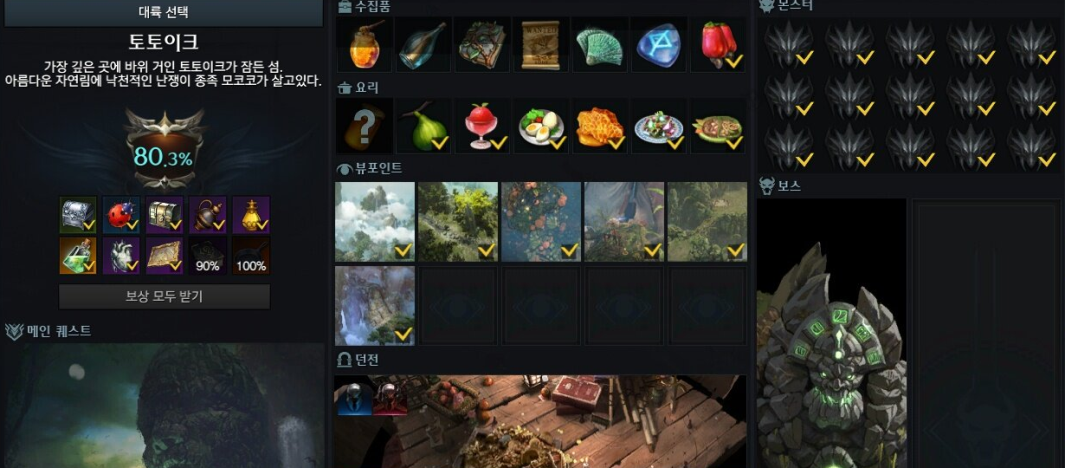 대륙 선택
토토이크
가장 깊은 곳에 바위 거인 토토이크가 잠든 섬.
아름다운 자연림에 낙천적인 난쟁이 종족 모코코가 살고있다.
80.3%
90%
100%
보상 모두 받기
메인 퀘스트
수집품
요리
?
뷰포인트
던전
몬스터
보스